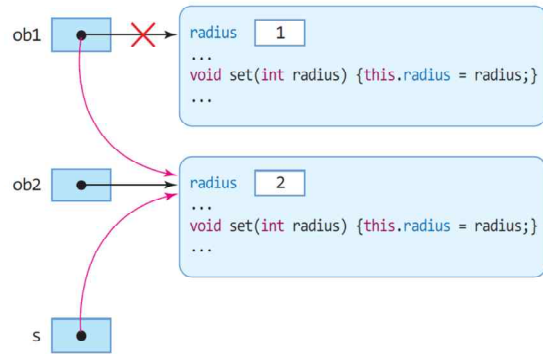 ob1
radius 1
...
void set(int radius) {this.radius = radius;}
...
ob2
radius 2
...
void set(int radius) {this.radius = radius;}
...
s